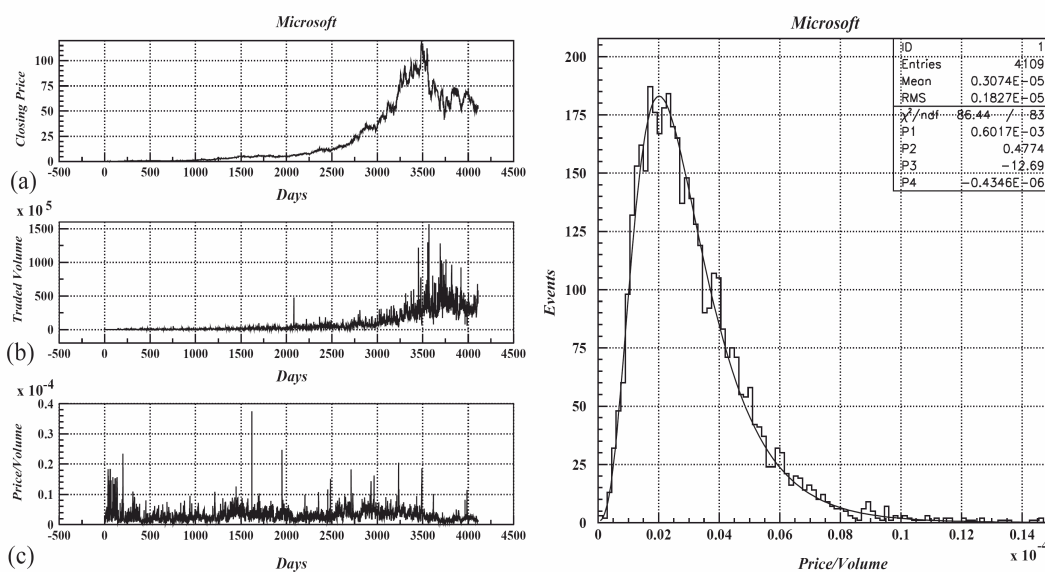 Microsoft
Closing Price
100
75
50
25
0
-500 0 500 1000 1500 2000 2500 3000 3500 4000 4500
(a)
Days
x 10^5
Traded Volume
1500
1000
500
0
-500 0 500 1000 1500 2000 2500 3000 3500 4000 4500
(b)
Days
x 10^-4
Price/Volume
0.4
0.3
0.2
0.1
0
-500 0 500 1000 1500 2000 2500 3000 3500 4000 4500
(c)
Days
Microsoft
ID 1
Entries 4109
Mean 0.3074E-05
RMS 0.1827E-05
χ²/ndf 86.44 / 83
P1 0.6017E-03
P2 0.4774
P3 -12.69
P4 -0.4346E-06
Events
200
175
150
125
100
75
50
25
0
0 0.02 0.04 0.06 0.08 0.1 0.12 0.14
x 10^-4
Price/Volume